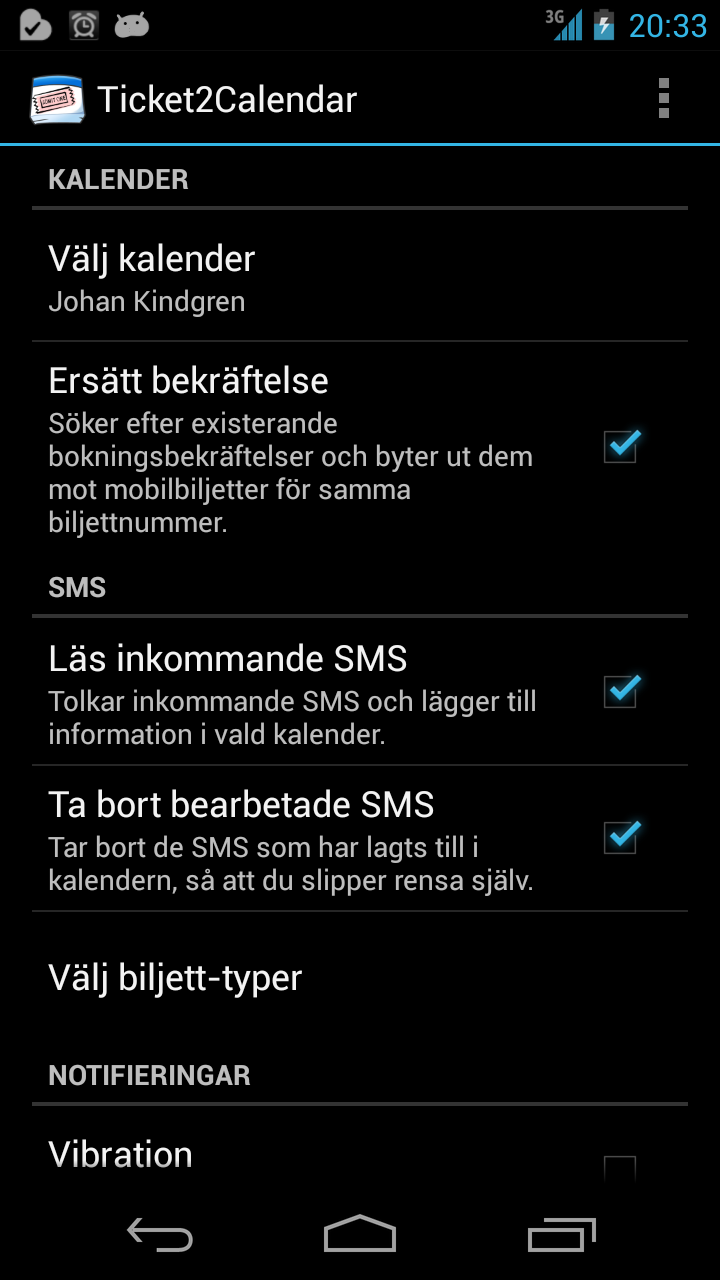 3G 20:33
Ticket2Calendar
KALENDER
Välj kalender
Johan Kindgren
Ersätt bekräftelse
Söker efter existerande
bokningsbekräftelser och byter ut dem
mot mobilbiljetter för samma
biljettnummer.
SMS
Läs inkommande SMS
Tolkar inkommande SMS och lägger till
information i vald kalender.
Ta bort bearbetade SMS
Tar bort de SMS som har lagts till i
kalendern, så att du slipper rensa själv.
Välj biljett-typer
NOTIFIERINGAR
Vibration